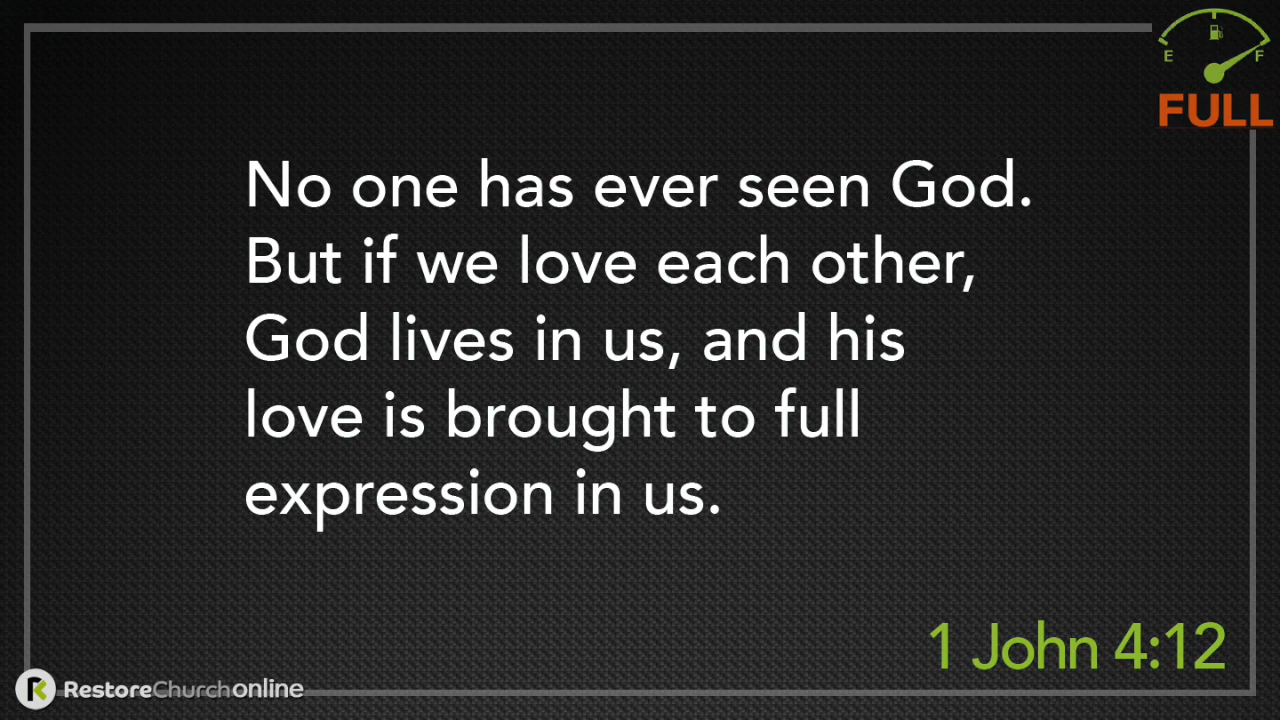 E F
FULL
No one has ever seen God.
But if we love each other,
God lives in us, and his
love is brought to full
expression in us.
1 John 4:12
RestoreChurchonline